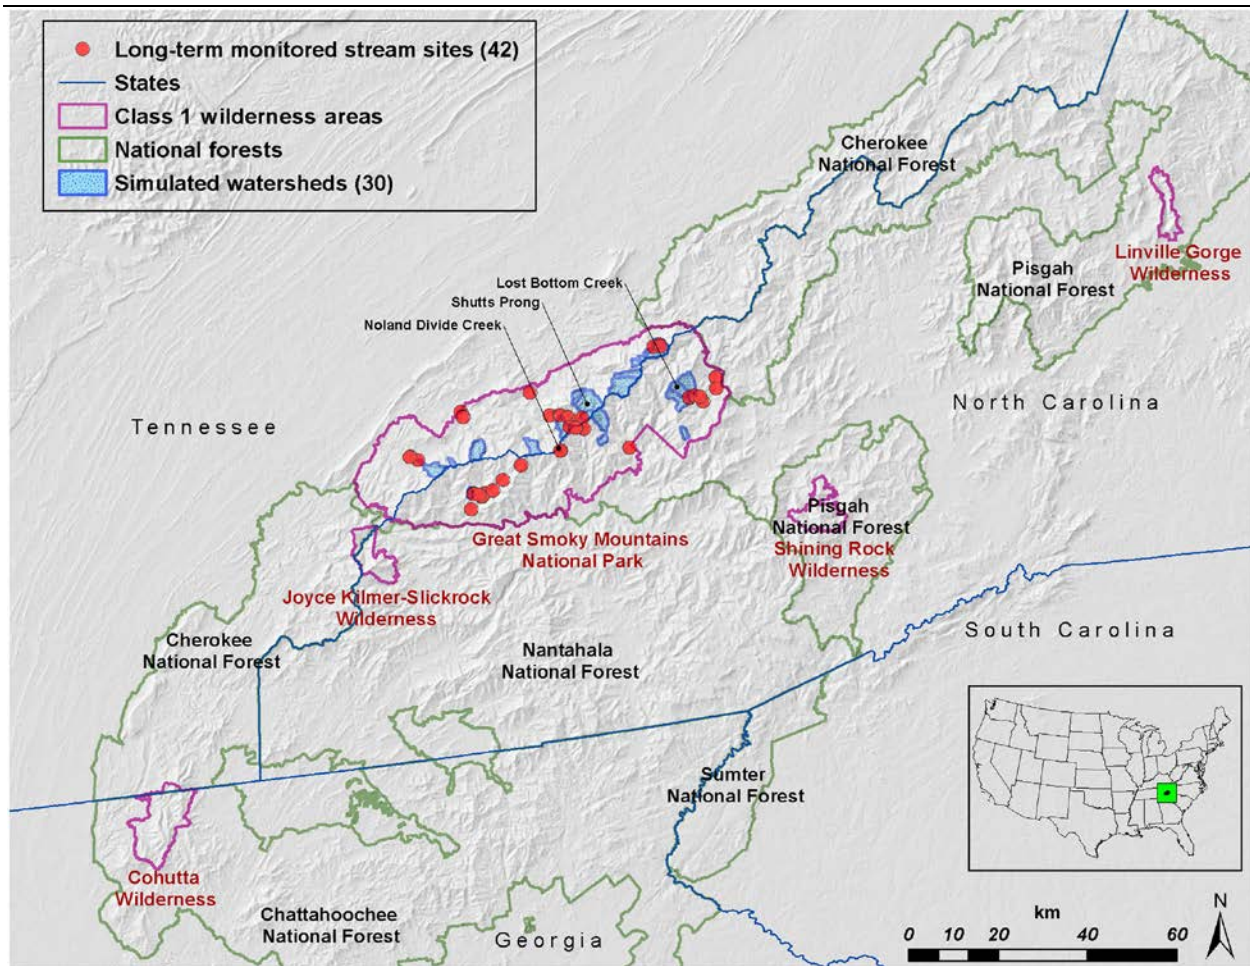 Long-term monitored stream sites (42)
States
Class 1 wilderness areas
National forests
Simulated watersheds (30)
Cherokee
National Forest
Linville Gorge
Wilderness
Pisgah
National Forest
Lost Bottom Creek
Shutts Prong
Noland Divide Creek
Tennessee
North Carolina
Pisgah
National Forest
Shining Rock
Wilderness
Great Smoky Mountains
National Park
Joyce Kilmer-Slickrock
Wilderness
Cherokee
National Forest
Nantahala
National Forest
South Carolina
Sumter
National Forest
Cohutta
Wilderness
Chattahoochee
National Forest
Georgia
km
0 10 20 40 60
N